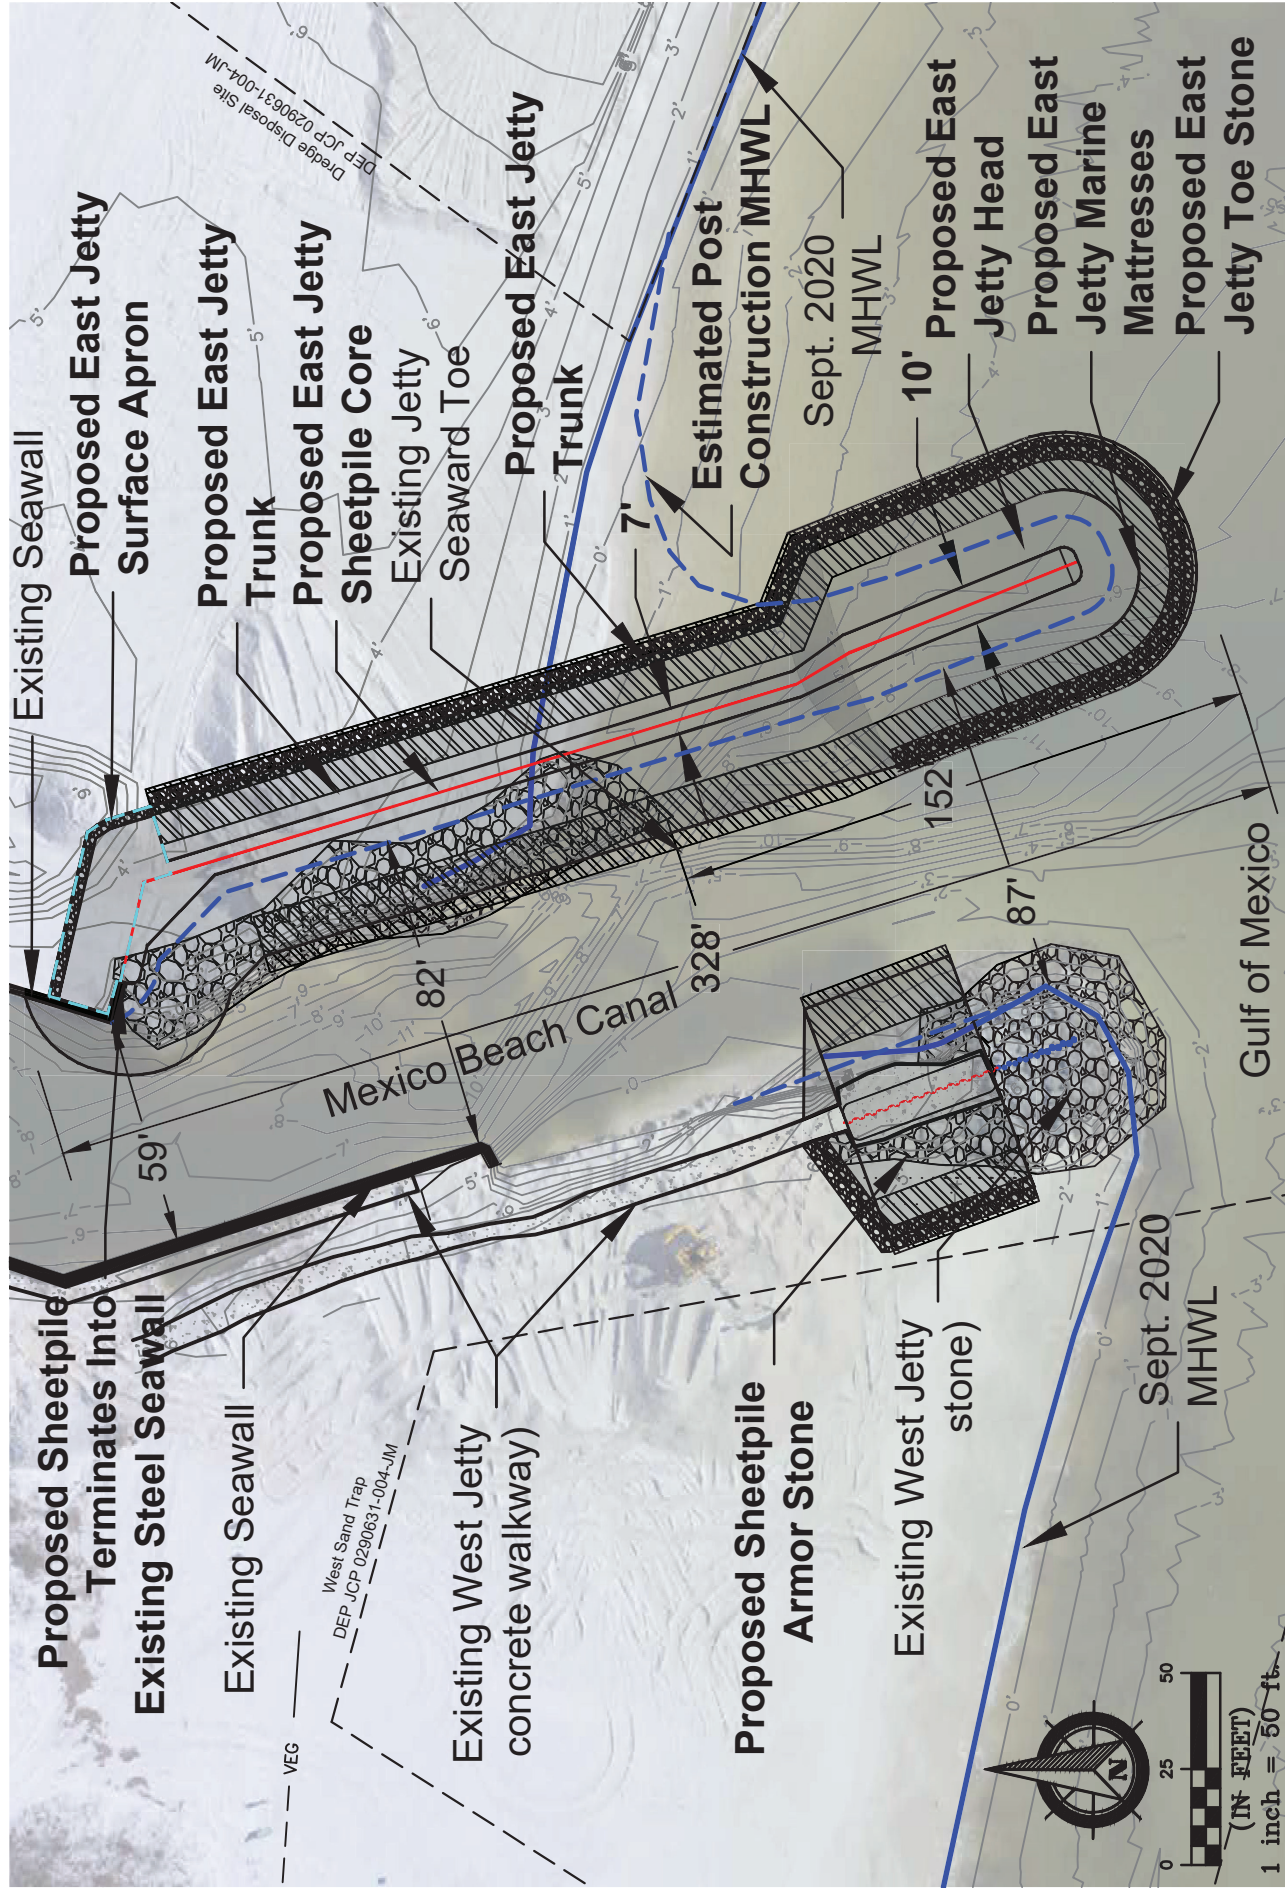 Existing Seawall
Proposed East Jetty
Surface Apron
Proposed East Jetty
Trunk
Proposed East Jetty
Sheetpile Core
Existing Jetty
Seaward Toe
Proposed East Jetty
Trunk
Estimated Post
Construction MHWL
Sept. 2020
MHWL
Proposed East
Jetty Head
Proposed East
Jetty Marine
Mattresses
Proposed East
Jetty Toe Stone
Dredge Disposal Site
DEP JCP 0290631-004-JM
7'
10'
59'
82'
328'
152
87'
Mexico Beach Canal
Gulf of Mexico
Proposed Sheetpile
Terminates Into
Existing Steel Seawall
Existing Seawall
West Sand Trap
DEP JCP 0290631-004-JM
Existing West Jetty
concrete walkway)
Proposed Sheetpile
Armor Stone
Existing West Jetty
stone)
Sept. 2020
MHWL
VEG
N
0 25 50
(IN FEET)
1 inch = 50 ft.